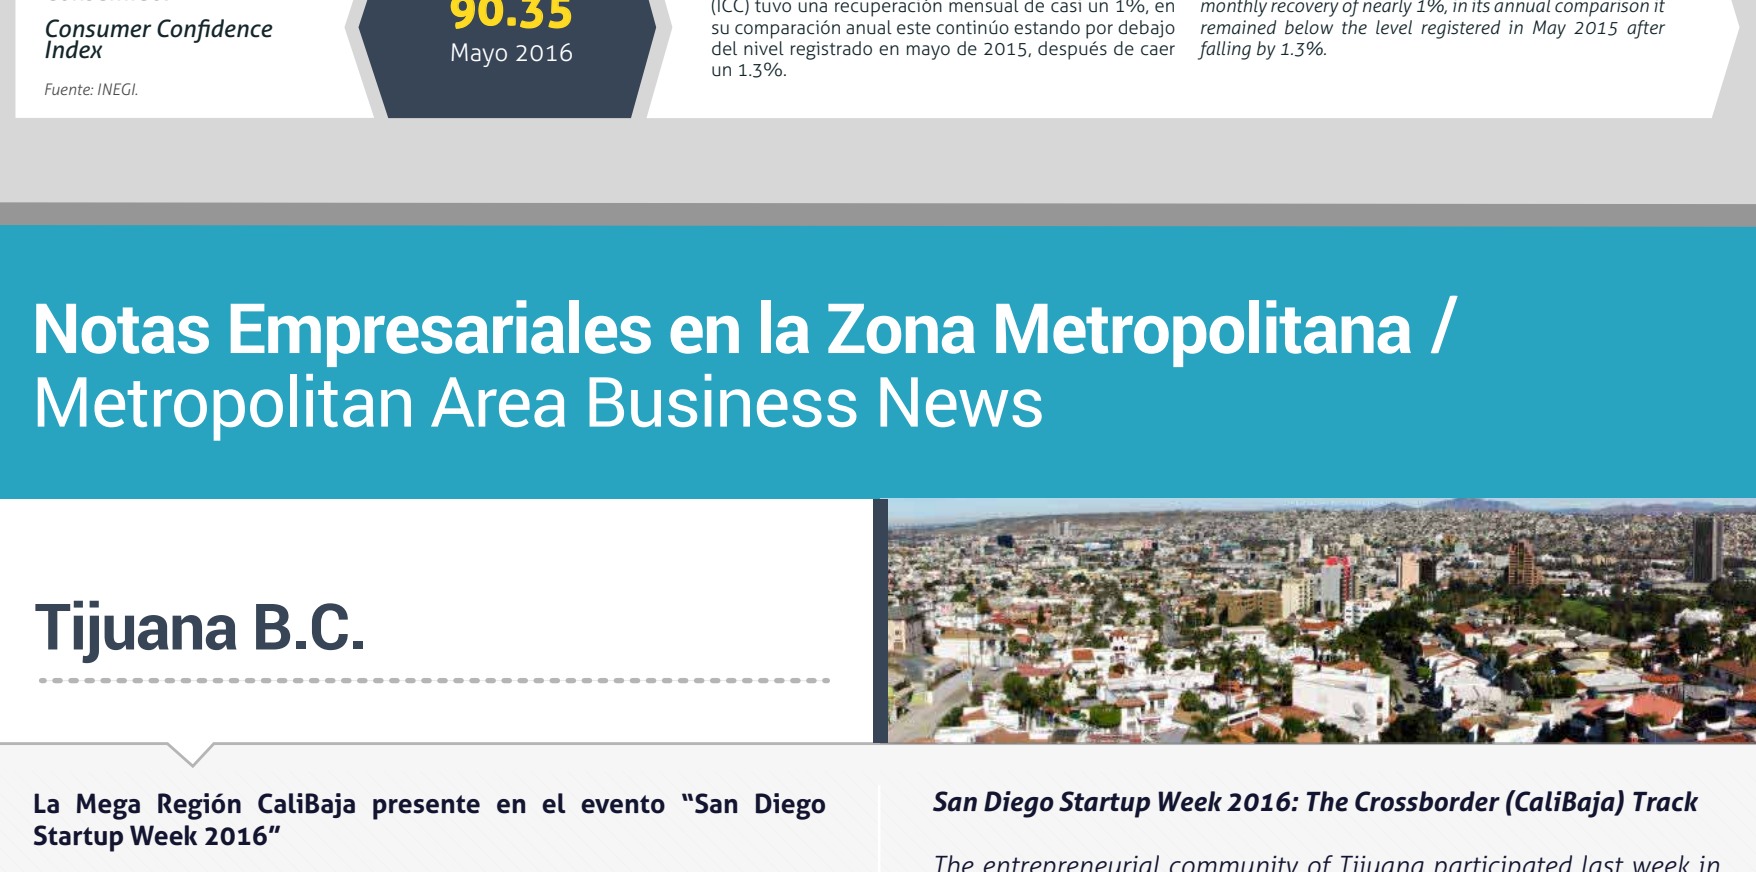 Consumer Confidence
Index
Fuente: INEGI.
90.35
Mayo 2016
(ICC) tuvo una recuperación mensual de casi un 1%, en
su comparación anual este continúo estando por debajo
del nivel registrado en mayo de 2015, después de caer
un 1.3%.
monthly recovery of nearly 1%, in its annual comparison it
remained below the level registered in May 2015 after
falling by 1.3%.
Notas Empresariales en la Zona Metropolitana /
Metropolitan Area Business News
Tijuana B.C.
La Mega Región CaliBaja presente en el evento “San Diego
Startup Week 2016”
San Diego Startup Week 2016: The Crossborder (CaliBaja) Track
The entrepreneurial community of Tijuana participated last week in